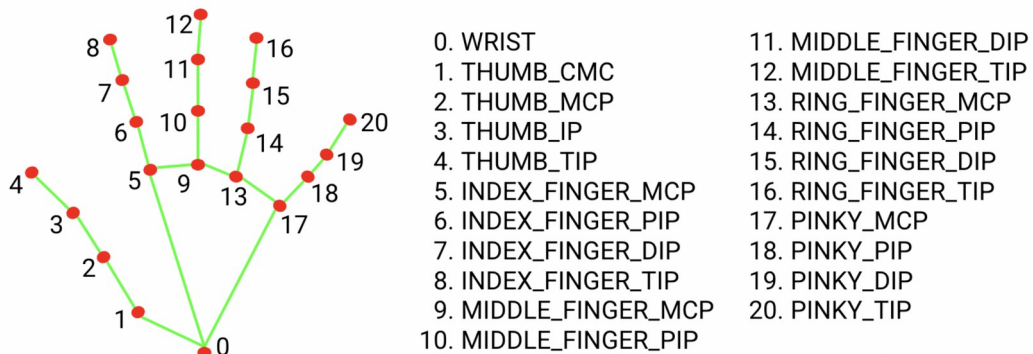 12
8
16
11
7
15
6
10
14
20
19
4
5
9
13
18
3
17
2
1
0
0. WRIST
1. THUMB_CMC
2. THUMB_MCP
3. THUMB_IP
4. THUMB_TIP
5. INDEX_FINGER_MCP
6. INDEX_FINGER_PIP
7. INDEX_FINGER_DIP
8. INDEX_FINGER_TIP
9. MIDDLE_FINGER_MCP
10. MIDDLE_FINGER_PIP
11. MIDDLE_FINGER_DIP
12. MIDDLE_FINGER_TIP
13. RING_FINGER_MCP
14. RING_FINGER_PIP
15. RING_FINGER_DIP
16. RING_FINGER_TIP
17. PINKY_MCP
18. PINKY_PIP
19. PINKY_DIP
20. PINKY_TIP